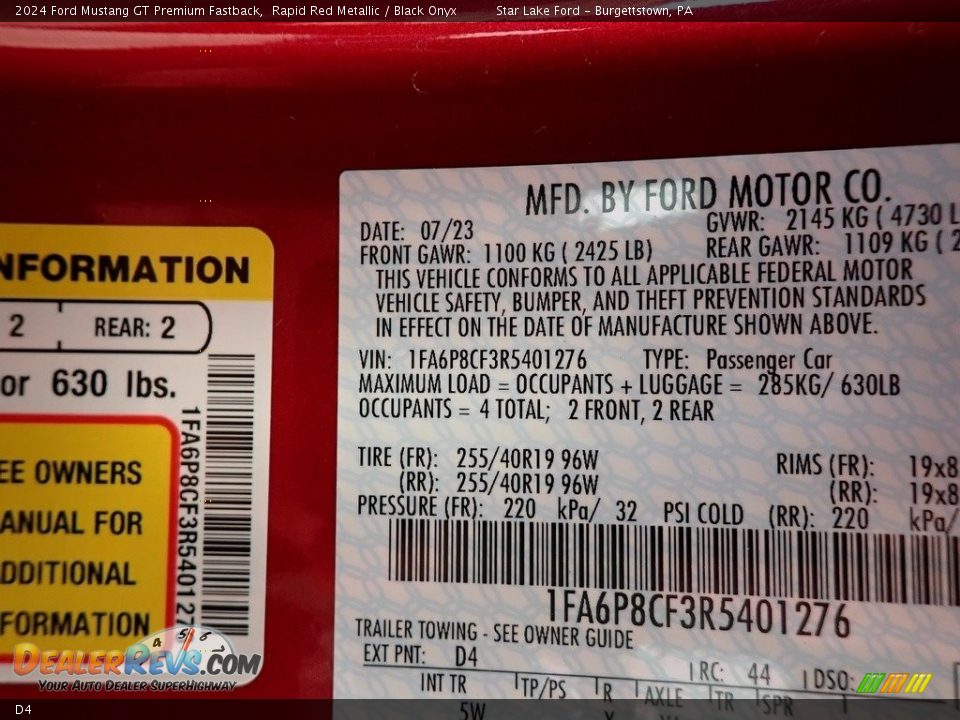 2024 Ford Mustang GT Premium Fastback, Rapid Red Metallic / Black Onyx Star Lake Ford - Burgettstown, PA
NFORMATION
2 REAR: 2
or 630 lbs.
EE OWNERS
ANUAL FOR
DDITIONAL
FORMATION
1FA6P8CF3R540127
MFD. BY FORD MOTOR CO.
DATE: 07/23 GVWR: 2145 KG ( 4730 L
FRONT GAWR: 1100 KG ( 2425 LB) REAR GAWR: 1109 KG ( 2
THIS VEHICLE CONFORMS TO ALL APPLICABLE FEDERAL MOTOR
VEHICLE SAFETY, BUMPER, AND THEFT PREVENTION STANDARDS
IN EFFECT ON THE DATE OF MANUFACTURE SHOWN ABOVE.
VIN: 1FA6P8CF3R5401276 TYPE: Passenger Car
MAXIMUM LOAD = OCCUPANTS + LUGGAGE = 285KG/ 630LB
OCCUPANTS = 4 TOTAL; 2 FRONT, 2 REAR
TIRE (FR): 255/40R19 96W RIMS (FR): 19x8
(RR): 255/40R19 96W (RR): 19x8
PRESSURE (FR): 220 kPa/ 32 PSI COLD (RR): 220 kPa/
1FA6P8CF3R5401276
TRAILER TOWING - SEE OWNER GUIDE
EXT PNT: D4 RC: 44 DSO:
INT TR TP/PS R AXLE TR SPR
5W
4 5 6
DealerRevs.com
Your Auto Dealer SuperHighway
D4